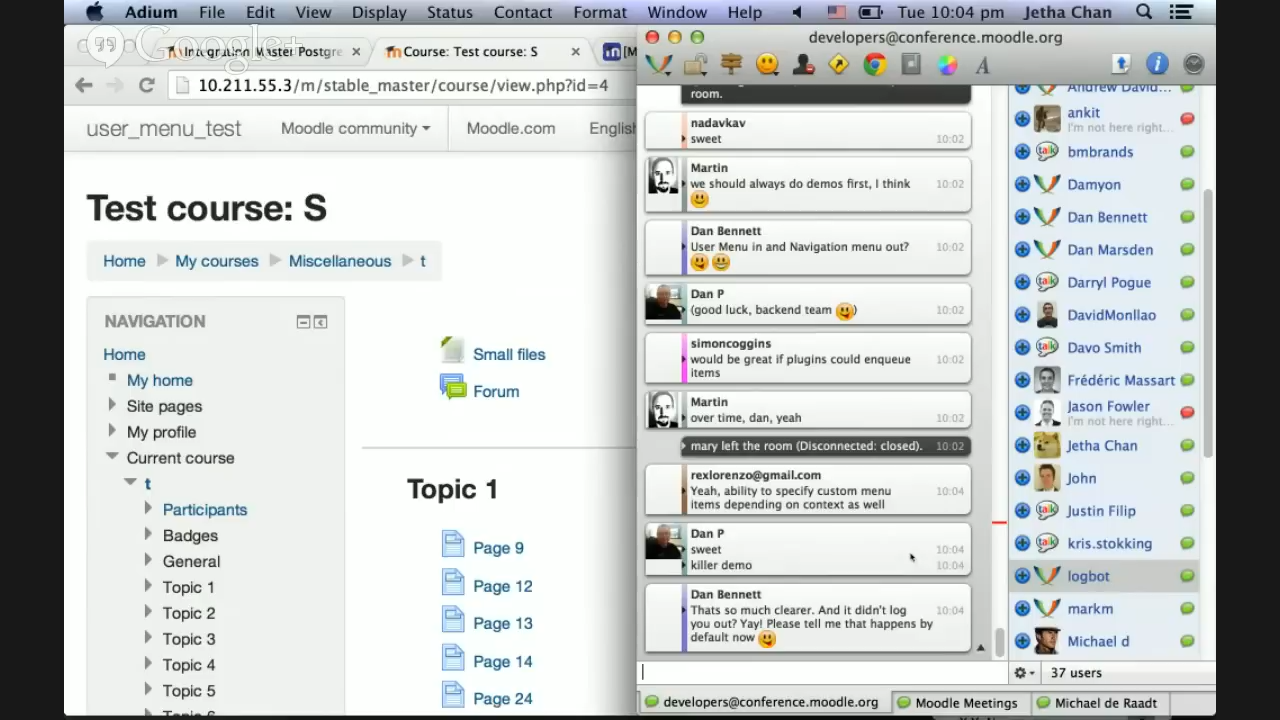 Adium File Edit View Display Status Contact Format Window Help Tue 10:04 pm Jetha Chan
Google+
Integration Master Postgre
Course: Test course: S
[M
developers@conference.moodle.org
10.211.55.3/m/stable_master/course/view.php?id=4
user_menu_test Moodle community Moodle.com English
Test course: S
Home My courses Miscellaneous t
NAVIGATION
Home
My home
Site pages
My profile
Current course
t
Participants
Badges
General
Topic 1
Topic 2
Topic 3
Topic 4
Topic 5
Small files
Forum
Topic 1
Page 9
Page 12
Page 13
Page 14
Page 24
room.
nadavkav
sweet 10:02
Martin
we should always do demos first, I think 10:02
Dan Bennett
User Menu in and Navigation menu out? 10:02
Dan P
(good luck, backend team ) 10:02
simoncoggins
would be great if plugins could enqueue 10:02
items
Martin
over time, dan, yeah 10:02
mary left the room (Disconnected: closed). 10:02
rexlorenzo@gmail.com
Yeah, ability to specify custom menu 10:04
items depending on context as well
Dan P
sweet 10:04
killer demo 10:04
Dan Bennett
Thats so much clearer. And it didn't log 10:04
you out? Yay! Please tell me that happens by
default now
Andrew David...
ankit
I'm not here right...
talk bmbrands
Damyon
Dan Bennett
Dan Marsden
talk Darryl Pogue
DavidMonllao
talk Davo Smith
Frédéric Massart
Jason Fowler
I'm not here right...
Jetha Chan
John
talk Justin Filip
talk kris.stokking
logbot
markm
Michael d
37 users
developers@conference.moodle.org Moodle Meetings Michael de Raadt